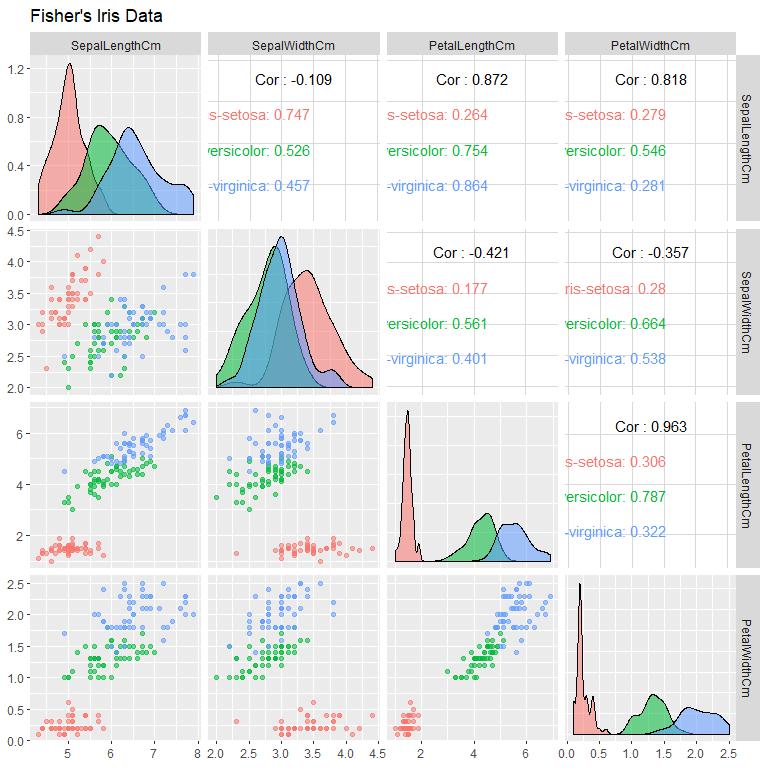 Fisher's Iris Data
SepalLengthCm SepalWidthCm PetalLengthCm PetalWidthCm
1.2
0.8
0.4
0.0
Cor : -0.109
s-setosa: 0.747
ersicolor: 0.526
-virginica: 0.457
Cor : 0.872
s-setosa: 0.264
ersicolor: 0.754
-virginica: 0.864
Cor : 0.818
ris-setosa: 0.279
ersicolor: 0.546
-virginica: 0.281
SepalLengthCm
4.5
4.0
3.5
3.0
2.5
2.0
Cor : -0.421
s-setosa: 0.177
ersicolor: 0.561
-virginica: 0.401
Cor : -0.357
ris-setosa: 0.28
ersicolor: 0.664
-virginica: 0.538
SepalWidthCm
6
4
2
Cor : 0.963
s-setosa: 0.306
ersicolor: 0.787
-virginica: 0.322
PetalLengthCm
2.5
2.0
1.5
1.0
0.5
0.0
PetalWidthCm
5 6 7 8 2.0 2.5 3.0 3.5 4.0 4.5 2 4 6 0.0 0.5 1.0 1.5 2.0 2.5